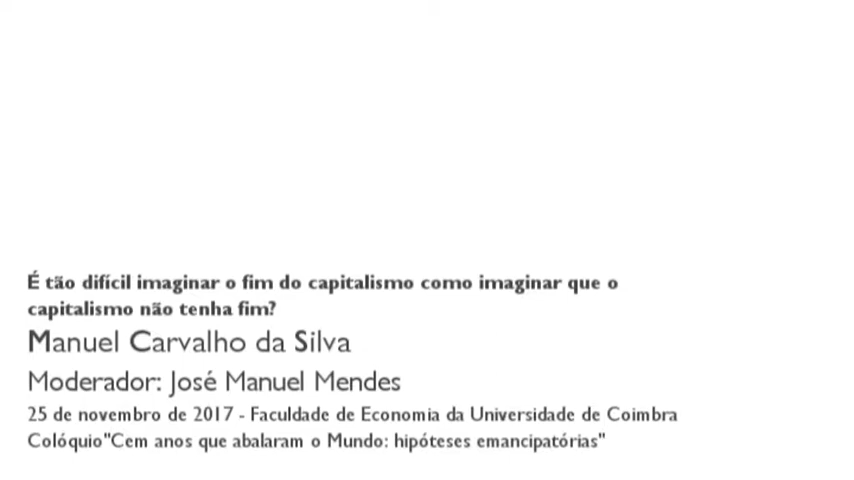 É tão difícil imaginar o fim do capitalismo como imaginar que o
capitalismo não tenha fim?
Manuel Carvalho da Silva
Moderador: José Manuel Mendes
25 de novembro de 2017 - Faculdade de Economia da Universidade de Coimbra
Colóquio"Cem anos que abalaram o Mundo: hipóteses emancipatórias"